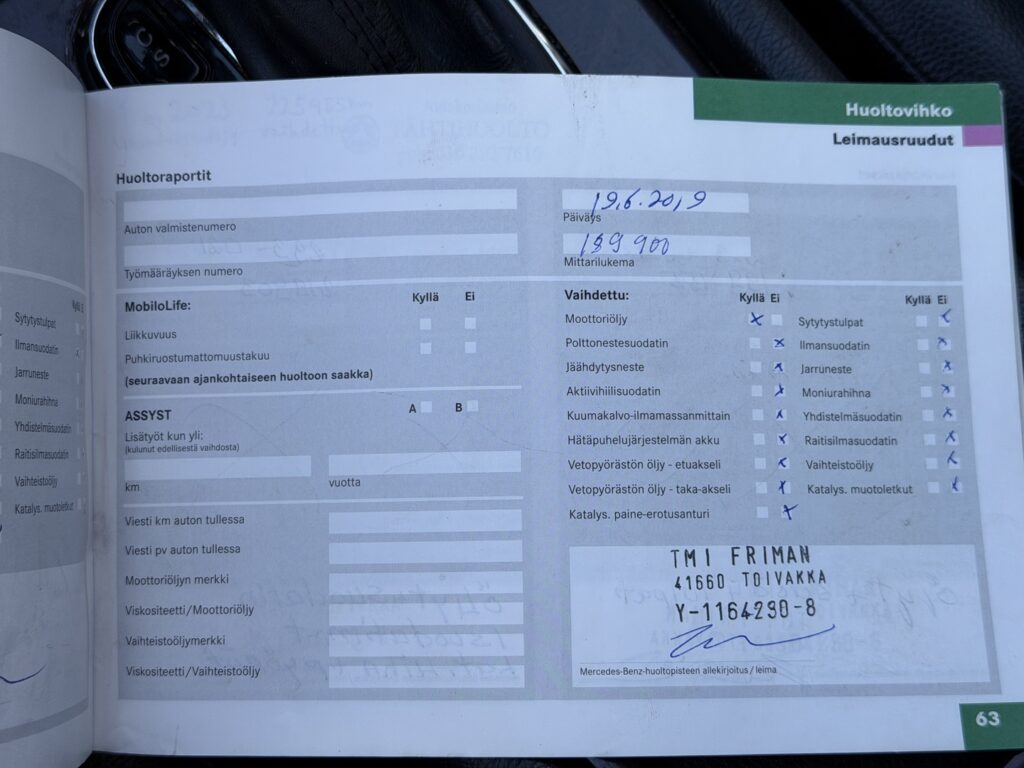 Huoltovihko
Leimausruudut
Huoltoraportit
Auton valmistenumero
Työmääräyksen numero
19.6.2019
Päiväys
199 900
Mittarilukema
MobiloLife:
Kyllä Ei
Liikkuvuus
Puhkiruostumattomuustakuu
(seuraavaan ajankohtaiseen huoltoon saakka)
ASSYST
A B
Lisätyöt kun yli:
(kulunut edellisestä vaihdosta)
km
vuotta
Viesti km auton tullessa
Viesti pv auton tullessa
Moottoriöljyn merkki
Viskositeetti/Moottoriöljy
Vaihteistoöljymerkki
Viskositeetti/Vaihteistoöljy
Vaihdettu:
Kyllä Ei
Kyllä Ei
Moottoriöljy x
Sytytystulpat x
Polttonestesuodatin x
Ilmansuodatin x
Jäähdytysneste x
Jarruneste x
Aktiivihiilisuodatin x
Moniurahihna x
Kuumakalvo-ilmamassanmittain x
Yhdistelmäsuodatin x
Hätäpuhelujärjestelmän akku x
Raitisilmasuodatin x
Vetopyörästön öljy - etuakseli x
Vaihteistoöljy x
Vetopyörästön öljy - taka-akseli x
Katalys. muotoletkut x
Katalys. paine-erotusanturi x
TMI FRIMAN
41660 TOIVAKKA
Y-1164290-8
Mercedes-Benz-huoltopisteen allekirjoitus / leima
63
Sytytystulpat
Ilmansuodatin
Jarruneste
Moniurahihna
Yhdistelmäsuodatin
Raitisilmasuodatin
Vaihteistoöljy
Katalys. muotoletkut
C
S